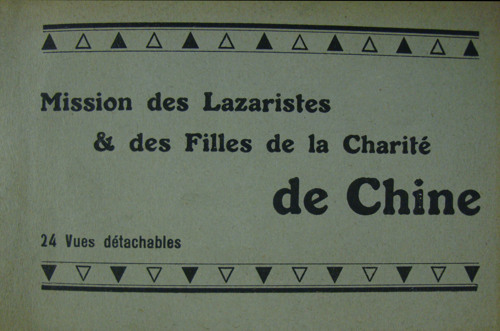 Mission des Lazaristes
& des Filles de la Charité
de Chine
24 Vues détachables